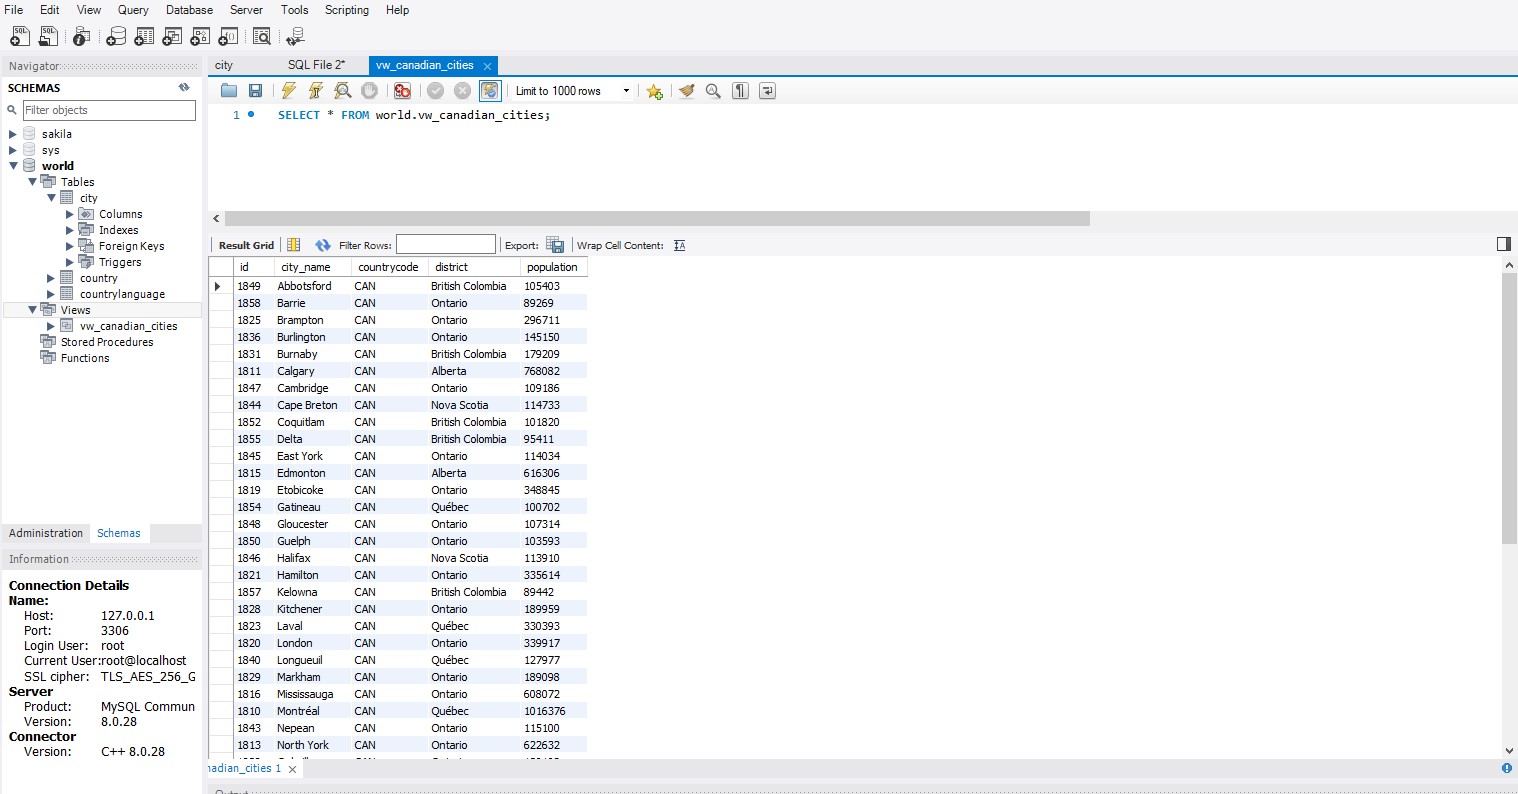 File Edit View Query Database Server Tools Scripting Help
Navigator
SCHEMAS
Filter objects
sakila
sys
world
Tables
city
Columns
Indexes
Foreign Keys
Triggers
country
countrylanguage
Views
vw_canadian_cities
Stored Procedures
Functions
Administration Schemas
Information
Connection Details
Name:
Host: 127.0.0.1
Port: 3306
Login User: root
Current User:root@localhost
SSL cipher: TLS_AES_256_G
Server
Product: MySQL Commun
Version: 8.0.28
Connector
Version: C++ 8.0.28
city SQL File 2* vw_canadian_cities
Limit to 1000 rows
1 SELECT * FROM world.vw_canadian_cities;
Result Grid Filter Rows: Export: Wrap Cell Content:
id city_name countrycode district population
1849 Abbotsford CAN British Colombia 105403
1858 Barrie CAN Ontario 89269
1825 Brampton CAN Ontario 296711
1836 Burlington CAN Ontario 145150
1831 Burnaby CAN British Colombia 179209
1811 Calgary CAN Alberta 768082
1847 Cambridge CAN Ontario 109186
1844 Cape Breton CAN Nova Scotia 114733
1852 Coquitlam CAN British Colombia 101820
1855 Delta CAN British Colombia 95411
1845 East York CAN Ontario 114034
1815 Edmonton CAN Alberta 616306
1819 Etobicoke CAN Ontario 348845
1854 Gatineau CAN Québec 100702
1848 Gloucester CAN Ontario 107314
1850 Guelph CAN Ontario 103593
1846 Halifax CAN Nova Scotia 113910
1821 Hamilton CAN Ontario 335614
1857 Kelowna CAN British Colombia 89442
1828 Kitchener CAN Ontario 189959
1823 Laval CAN Québec 330393
1820 London CAN Ontario 339917
1840 Longueuil CAN Québec 127977
1829 Markham CAN Ontario 189098
1816 Mississauga CAN Ontario 608072
1810 Montréal CAN Québec 1016376
1843 Nepean CAN Ontario 115100
1813 North York CAN Ontario 622632
nadian_cities 1